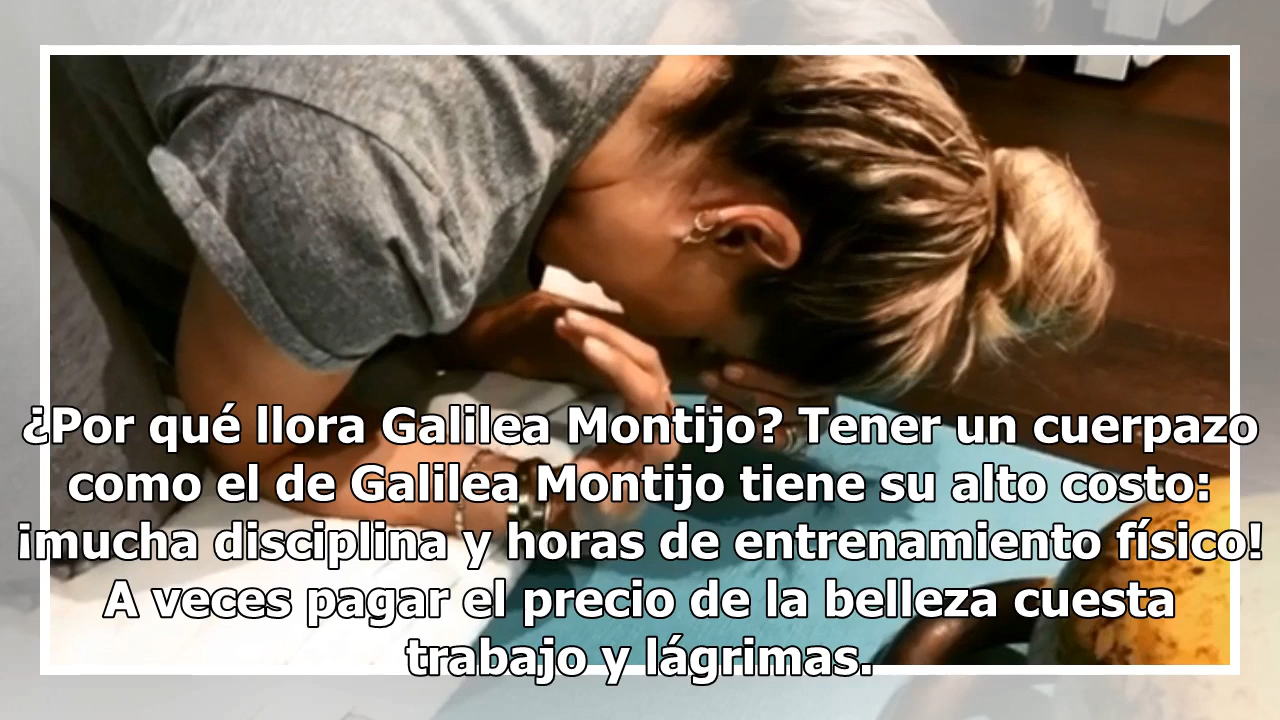 ¿Por qué llora Galilea Montijo? Tener un cuerpazo
como el de Galilea Montijo tiene su alto costo:
¡mucha disciplina y horas de entrenamiento físico!
A veces pagar el precio de la belleza cuesta
trabajo y lágrimas.